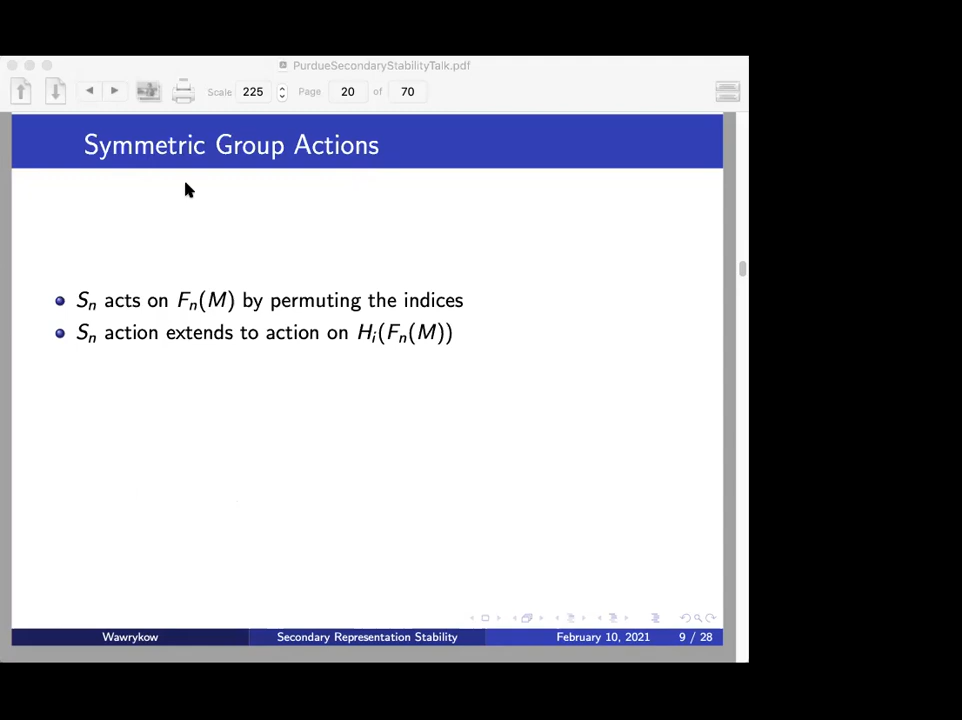 PurdueSecondaryStabilityTalk.pdf
Scale 225 Page 20 of 70
Symmetric Group Actions
Sₙ acts on Fₙ(M) by permuting the indices
Sₙ action extends to action on Hᵢ(Fₙ(M))
Wawrykow Secondary Representation Stability February 10, 2021 9 / 28